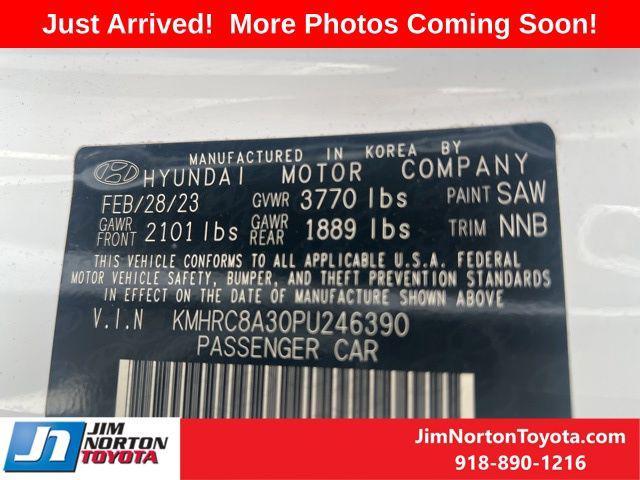 Just Arrived! More Photos Coming Soon!
MANUFACTURED IN KOREA BY
HYUNDAI MOTOR COMPANY
FEB/28/23 GVWR 3770 lbs PAINT SAW
GAWR FRONT 2101 lbs GAWR REAR 1889 lbs TRIM NNB
THIS VEHICLE CONFORMS TO ALL APPLICABLE U.S.A. FEDERAL
MOTOR VEHICLE SAFETY, BUMPER, AND THEFT PREVENTION STANDARDS
IN EFFECT ON THE DATE OF MANUFACTURE SHOWN ABOVE.
V.I.N KMHRC8A30PU246390
PASSENGER CAR
JIM NORTON TOYOTA
JimNortonToyota.com
918-890-1216